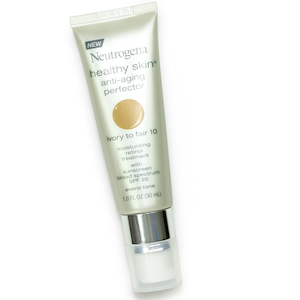 NEW
Neutrogena
healthy skin®
anti-aging
perfector
ivory to fair 10
moisturizing
retinol
treatment
with
sunscreen
broad spectrum
SPF 20
evens tone
1.0 FL OZ (30 mL)